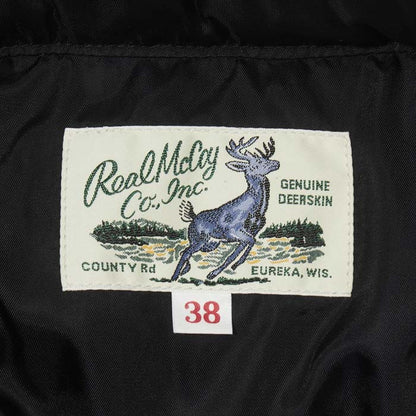 Real McCoy
Co., Inc.
GENUINE
DEERSKIN
COUNTY Rd
EUREKA, WIS.
38